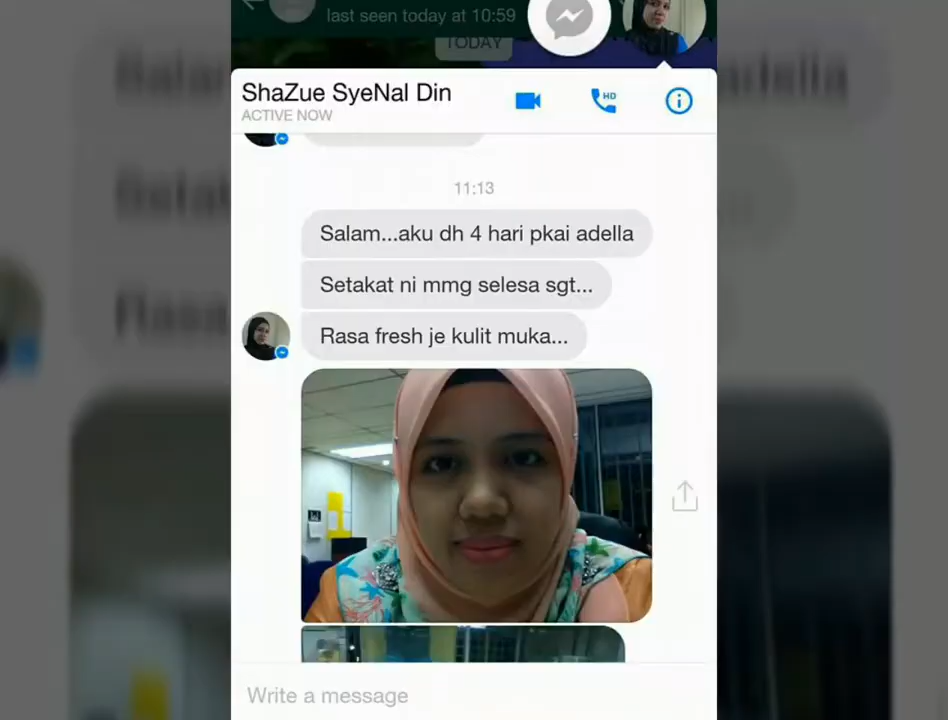 last seen today at 10:59
TODAY
ShaZue SyeNal Din
ACTIVE NOW
HD
11:13
Salam...aku dh 4 hari pkai adella
Setakat ni mmg selesa sgt...
Rasa fresh je kulit muka...
Write a message